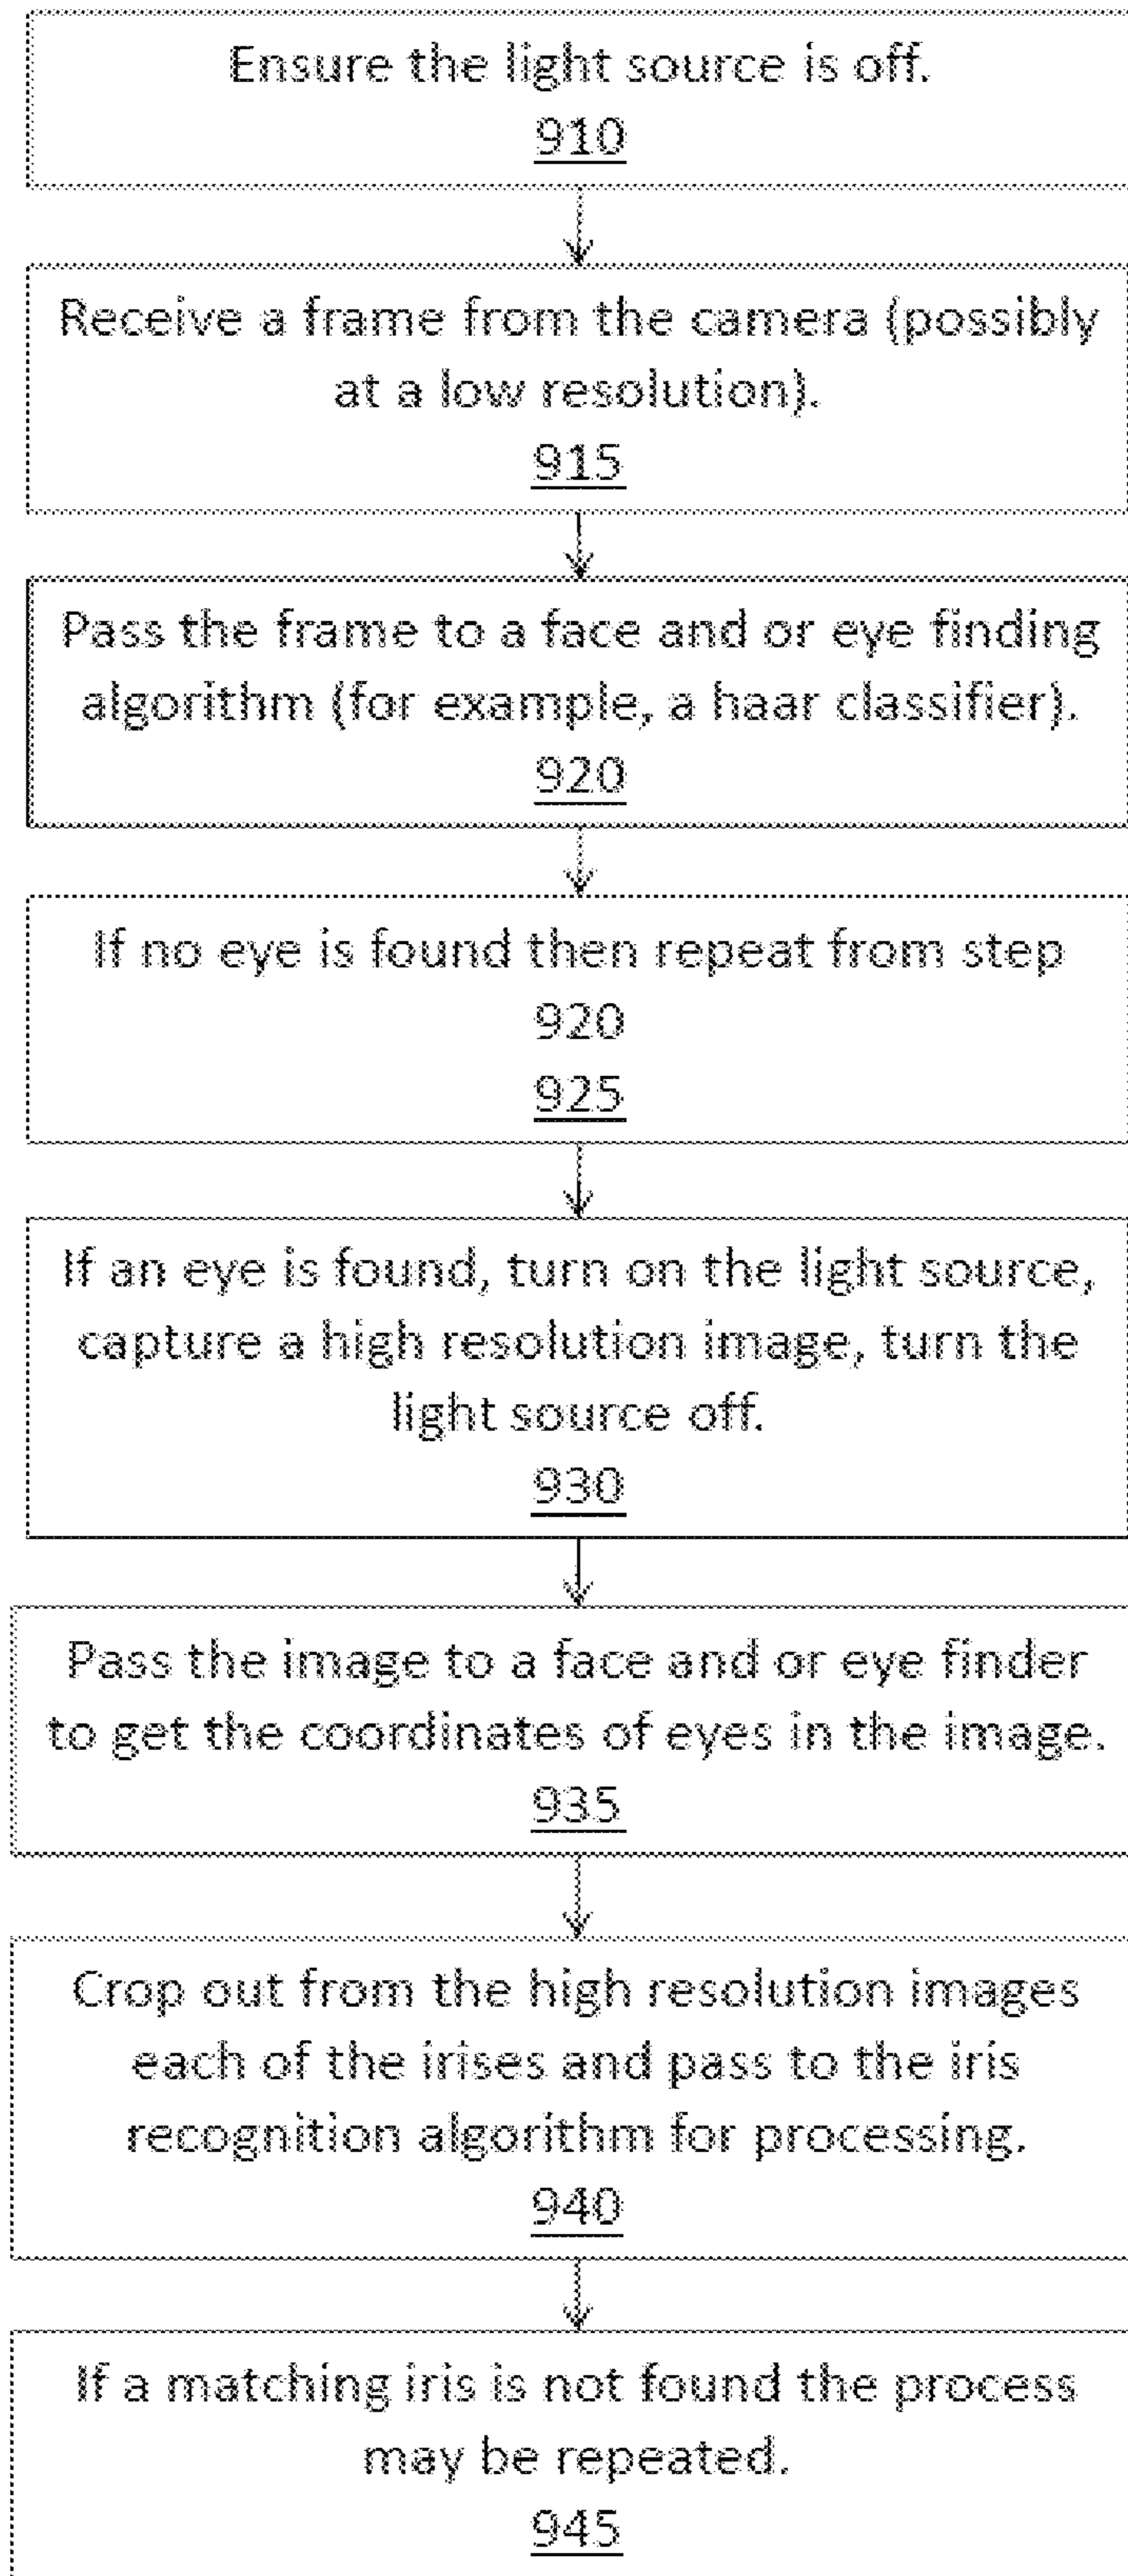 Ensure the light source is off.
910
Receive a frame from the camera (possibly
at a low resolution).
915
Pass the frame to a face and or eye finding
algorithm (for example, a haar classifier).
920
If no eye is found then repeat from step
920
925
If an eye is found, turn on the light source,
capture a high resolution image, turn the
light source off.
930
Pass the image to a face and or eye finder
to get the coordinates of eyes in the image.
935
Crop out from the high resolution images
each of the irises and pass to the iris
recognition algorithm for processing.
940
If a matching iris is not found the process
may be repeated.
945